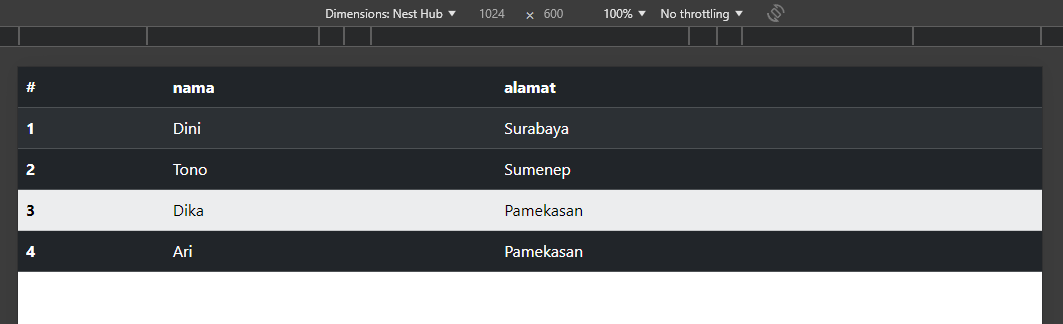 Dimensions: Nest Hub ▼ 1024 × 600 100% ▼ No throttling ▼
# nama alamat
1 Dini Surabaya
2 Tono Sumenep
3 Dika Pamekasan
4 Ari Pamekasan